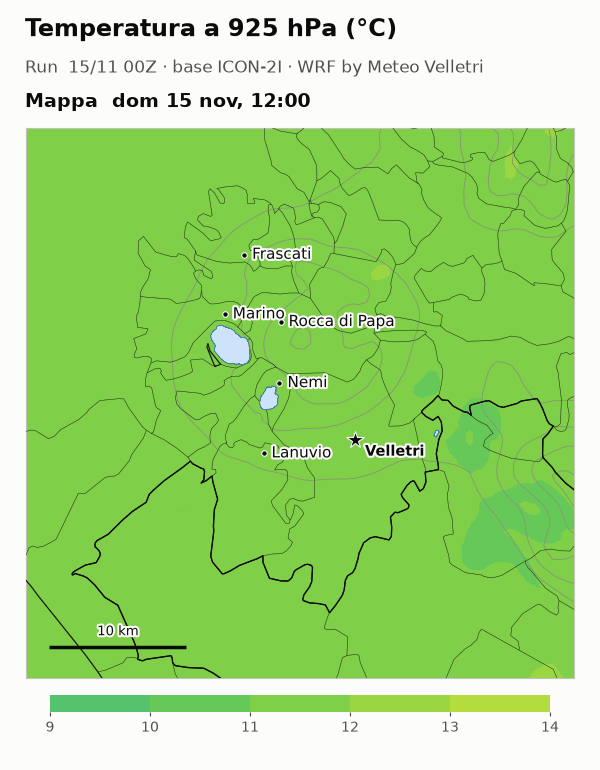 Temperatura a 925 hPa (°C)
Run  15/11 00Z · base ICON-2I · WRF by Meteo Velletri
Mappa  dom 15 nov, 12:00
Frascati
Marino
Rocca di Papa
Nemi
Velletri
Lanuvio
10 km
9 10 11 12 13 14